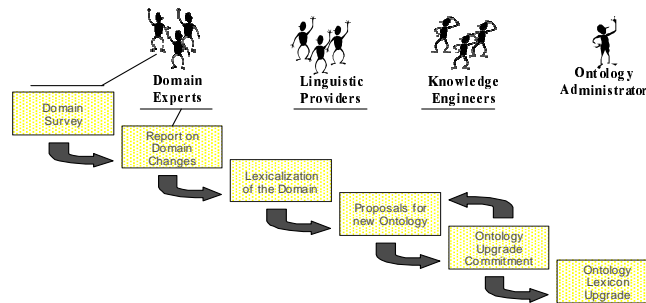 Domain
Experts
Linguistic
Providers
Knowledge
Engineers
Ontology
Administrator
Domain
Survey
Report on
Domain
Changes
Lexicalization
of the Domain
Proposals for
new Ontology
Ontology
Upgrade
Commitment
Ontology
Lexicon
Upgrade